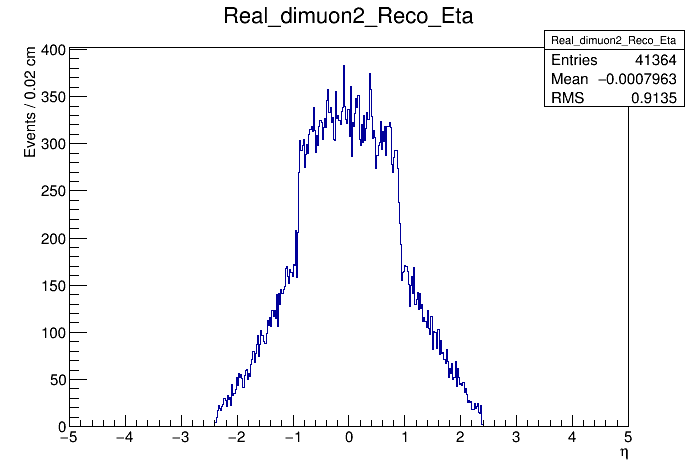 Real_dimuon2_Reco_Eta
Real_dimuon2_Reco_Eta
Entries 41364
Mean −0.0007963
RMS 0.9135
Events / 0.02 cm
400
350
300
250
200
150
100
50
0
−5 −4 −3 −2 −1 0 1 2 3 4 5
η